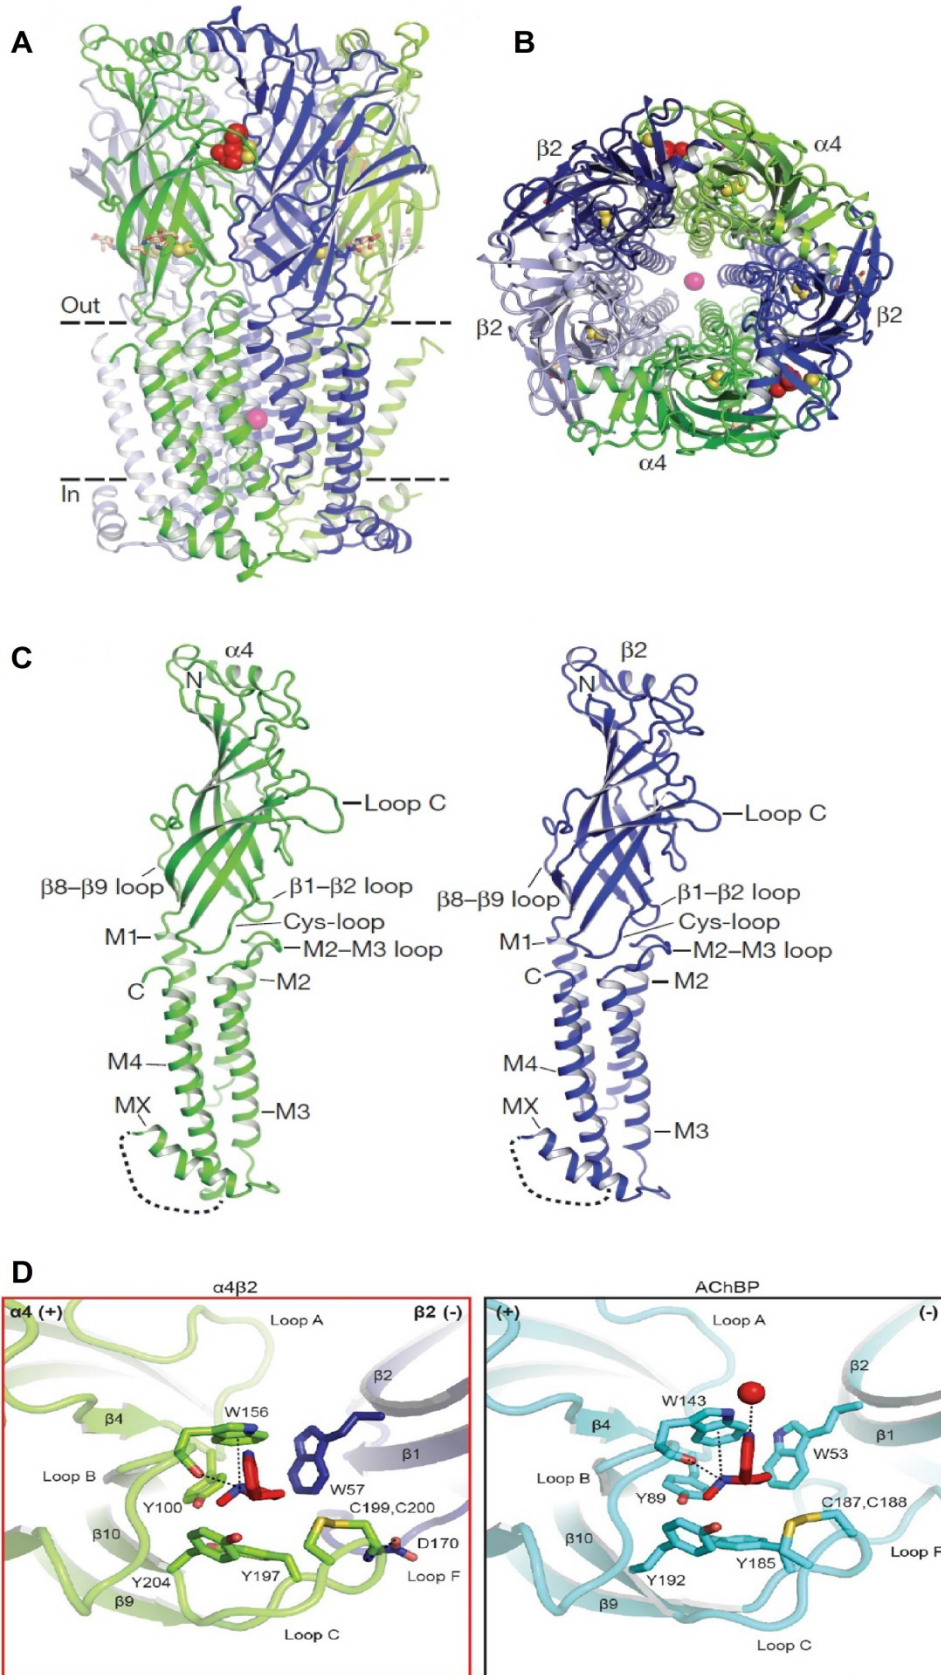 A
B
Out
In
β2
α4
β2
β2
α4
C
α4
N
Loop C
β8–β9 loop
β1–β2 loop
Cys-loop
M1
M2–M3 loop
C
M2
M4
MX
M3
β2
N
Loop C
β8–β9 loop
β1–β2 loop
Cys-loop
M1
M2–M3 loop
C
M2
M4
MX
M3
D
α4β2
α4 (+)
β2 (-)
Loop A
β2
W156
β4
β1
Loop B
W57
Y100
C199,C200
β10
D170
Y204
Y197
Loop F
β9
Loop C
AChBP
(+)
(-)
Loop A
β2
W143
β4
β1
W53
Loop B
Y89
C187,C188
β10
Y185
Loop F
Y192
β9
Loop C